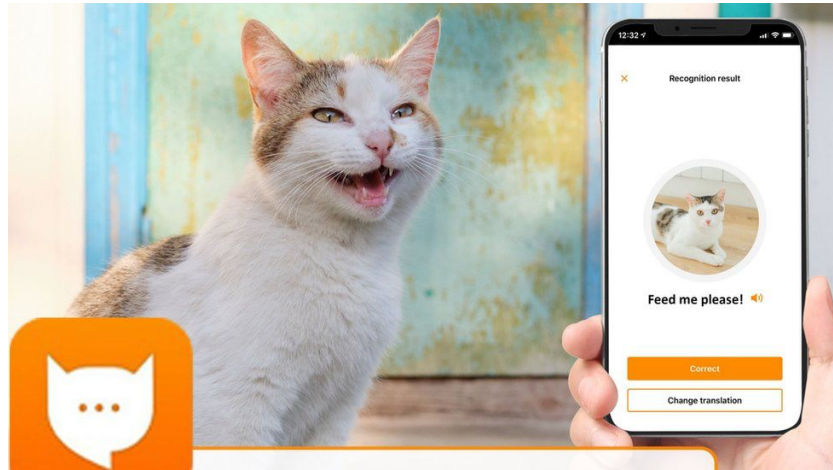 12:32
Recognition result
Feed me please!
Correct
Change translation